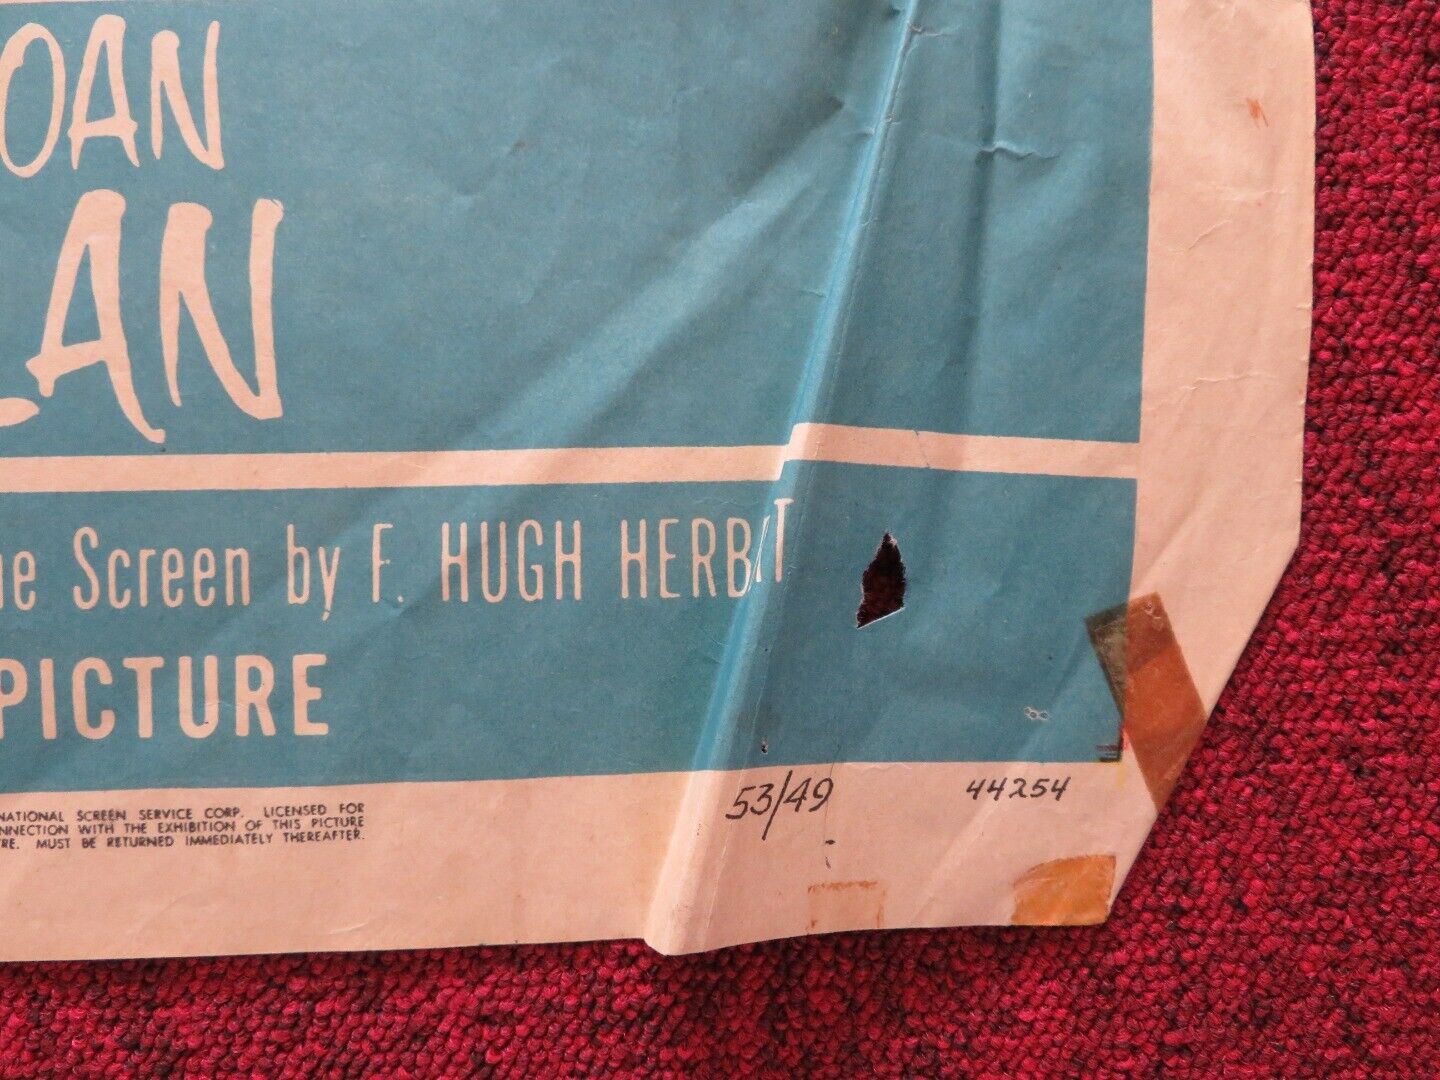 OAN
LAN
he Screen by F. HUGH HERBERT
PICTURE
NATIONAL SCREEN SERVICE CORP. LICENSED FOR
NNECTION WITH THE EXHIBITION OF THIS PICTURE
RE. MUST BE RETURNED IMMEDIATELY THEREAFTER.
53/49 44254